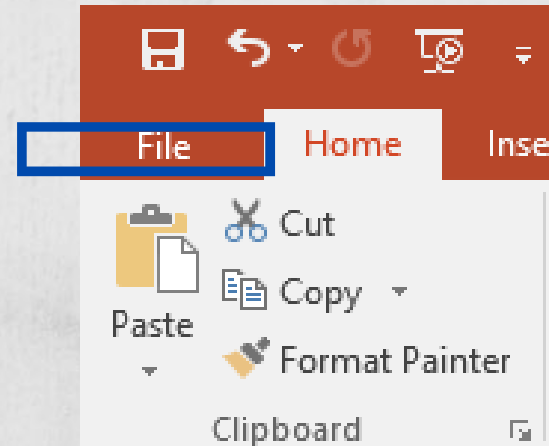 File Home Inse
Cut
Copy
Paste
Format Painter
Clipboard